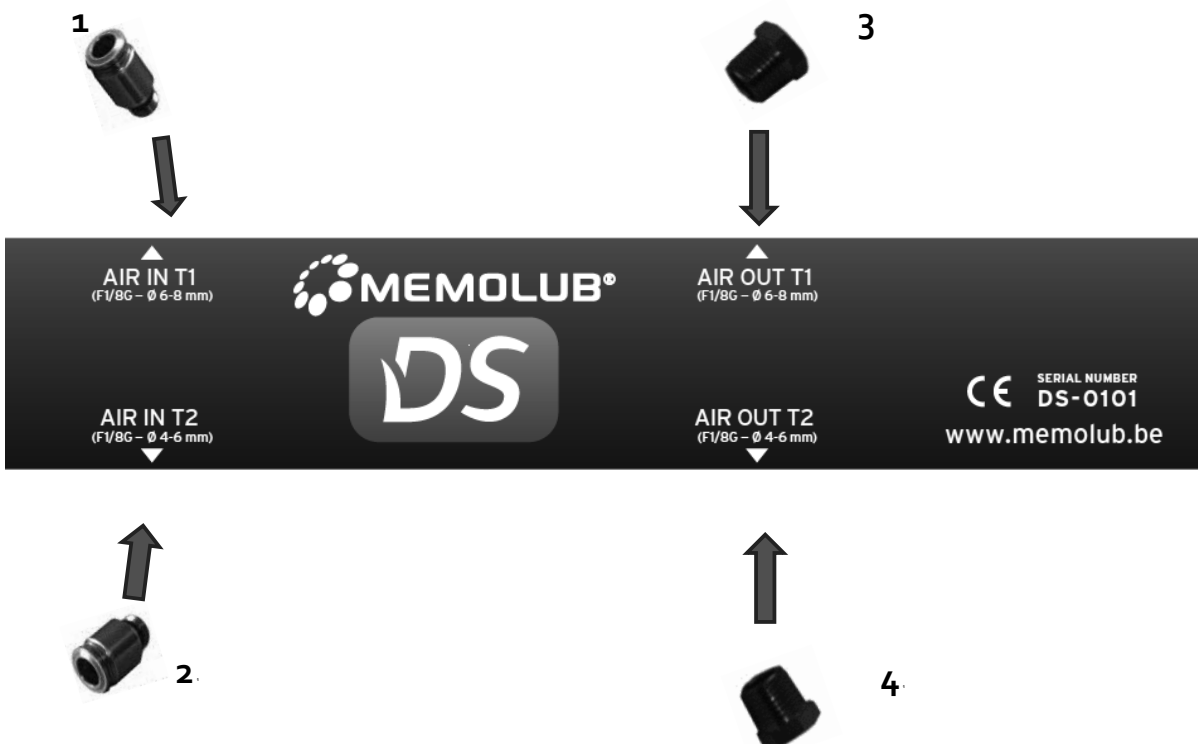 1
3
AIR IN T1
(F1/8G – Ø 6-8 mm)
MEMOLUB®
AIR OUT T1
(F1/8G – Ø 6-8 mm)
DS
AIR IN T2
(F1/8G – Ø 4-6 mm)
AIR OUT T2
(F1/8G – Ø 4-6 mm)
CE
SERIAL NUMBER
DS-0101
www.memolub.be
2
4